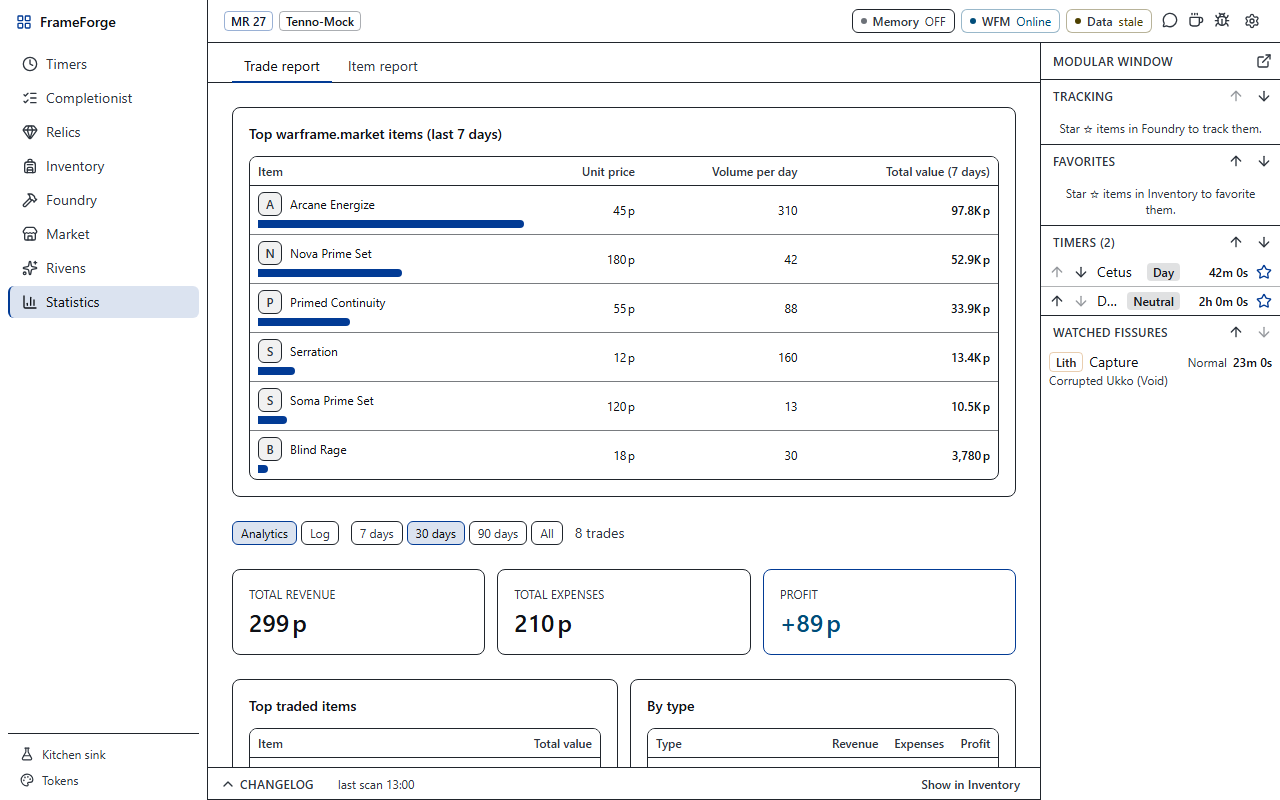 FrameForge
MR 27
Tenno-Mock
Memory OFF
WFM Online
Data stale
Timers
Completionist
Relics
Inventory
Foundry
Market
Rivens
Statistics
Kitchen sink
Tokens
Trade report
Item report
Top warframe.market items (last 7 days)
Item Unit price Volume per day Total value (7 days)
A Arcane Energize 45p 310 97.8Kp
N Nova Prime Set 180p 42 52.9Kp
P Primed Continuity 55p 88 33.9Kp
S Serration 12p 160 13.4Kp
S Soma Prime Set 120p 13 10.5Kp
B Blind Rage 18p 30 3,780p
Analytics Log 7 days 30 days 90 days All 8 trades
TOTAL REVENUE
299p
TOTAL EXPENSES
210p
PROFIT
+89p
Top traded items
Item Total value
By type
Type Revenue Expenses Profit
CHANGELOG last scan 13:00 Show in Inventory
MODULAR WINDOW
TRACKING
Star ☆ items in Foundry to track them.
FAVORITES
Star ☆ items in Inventory to favorite
them.
TIMERS (2)
Cetus Day 42m 0s
D... Neutral 2h 0m 0s
WATCHED FISSURES
Lith Capture Normal 23m 0s
Corrupted Ukko (Void)